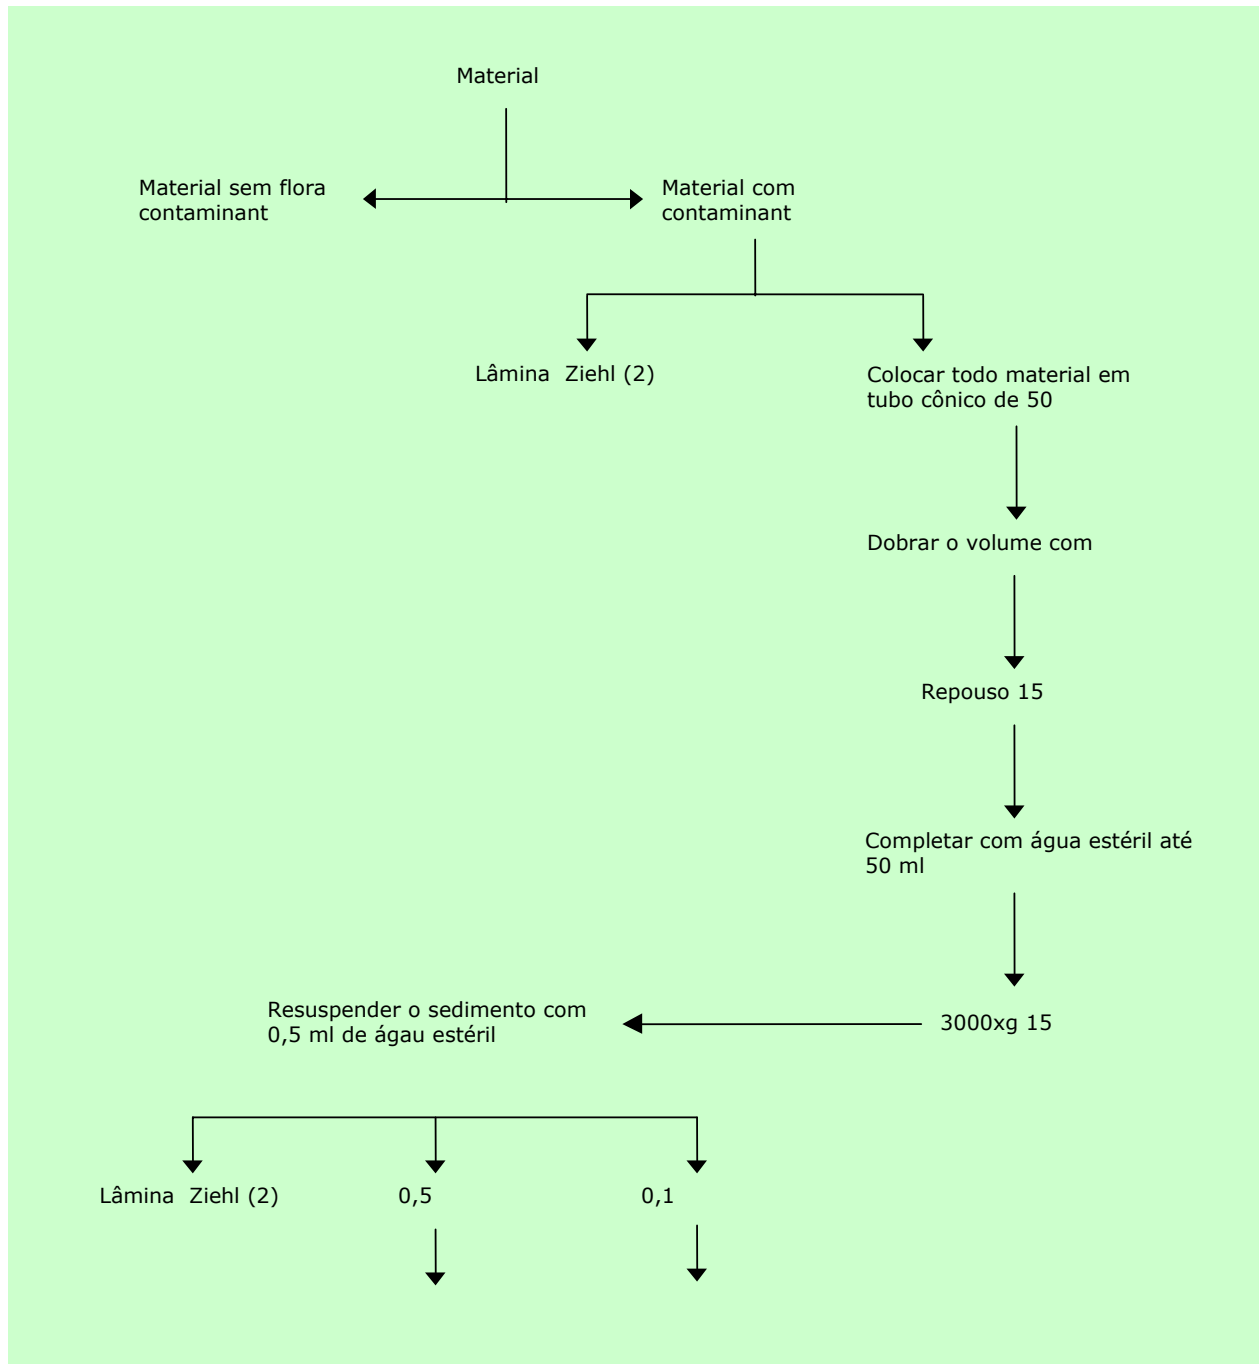 Material
Material sem flora
contaminant
Material com
contaminant
Lâmina  Ziehl (2)
Colocar todo material em
tubo cônico de 50
Dobrar o volume com
Repouso 15
Completar com água estéril até
50 ml
3000xg 15
Resuspender o sedimento com
0,5 ml de ágau estéril
Lâmina  Ziehl (2)
0,5
0,1